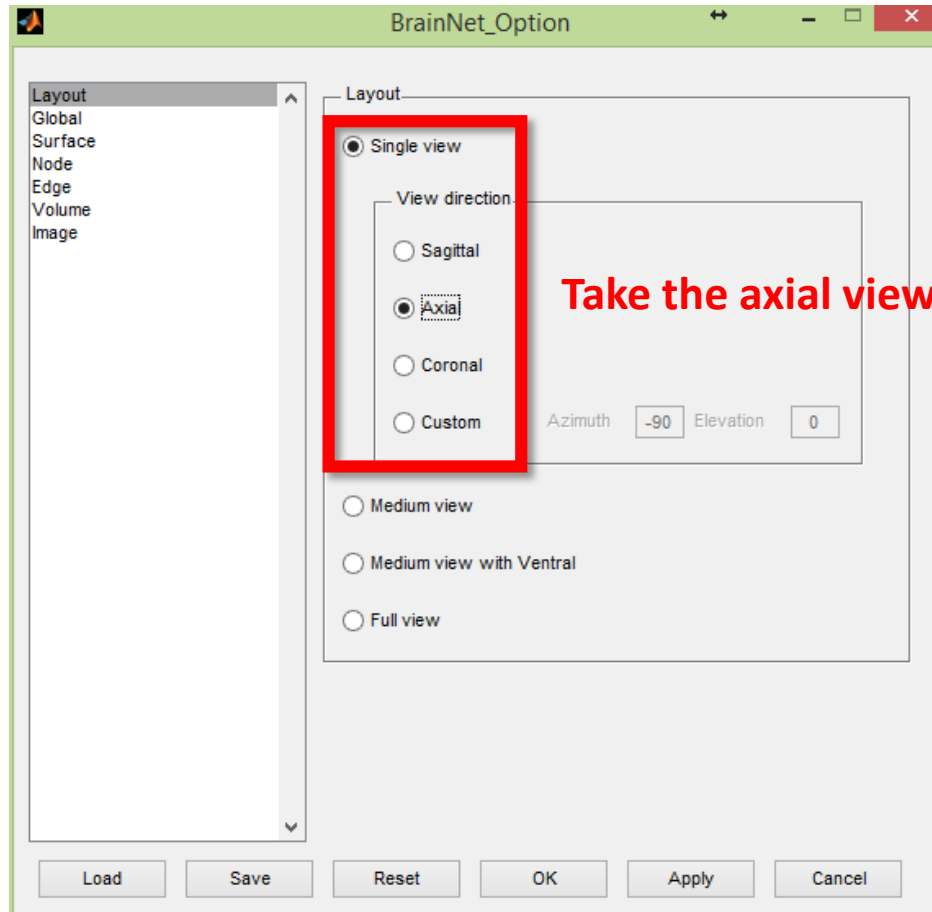 BrainNet_Option
Layout
Global
Surface
Node
Edge
Volume
Image
Layout
Single view
View direction
Sagittal
Axial
Take the axial view
Coronal
Custom Azimuth -90 Elevation 0
Medium view
Medium view with Ventral
Full view
Load Save Reset OK Apply Cancel